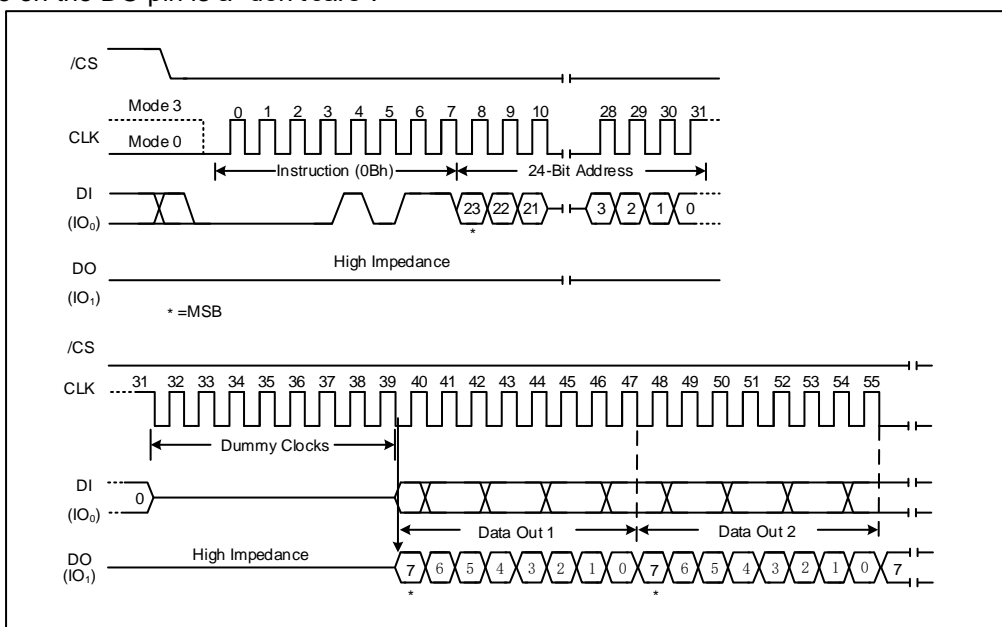 /CS
Mode 3
0 1 2 3 4 5 6 7 8 9 10 28 29 30 31
CLK
Mode 0
Instruction (0Bh) 24-Bit Address
DI
(IO0)
23 22 21 3 2 1 0
*
High Impedance
DO
(IO1)
* =MSB
/CS
31 32 33 34 35 36 37 38 39 40 41 42 43 44 45 46 47 48 49 50 51 52 53 54 55
CLK
Dummy Clocks
DI
(IO0)
0
Data Out 1 Data Out 2
High Impedance
DO
(IO1)
7 6 5 4 3 2 1 0 7 6 5 4 3 2 1 0 7
* *